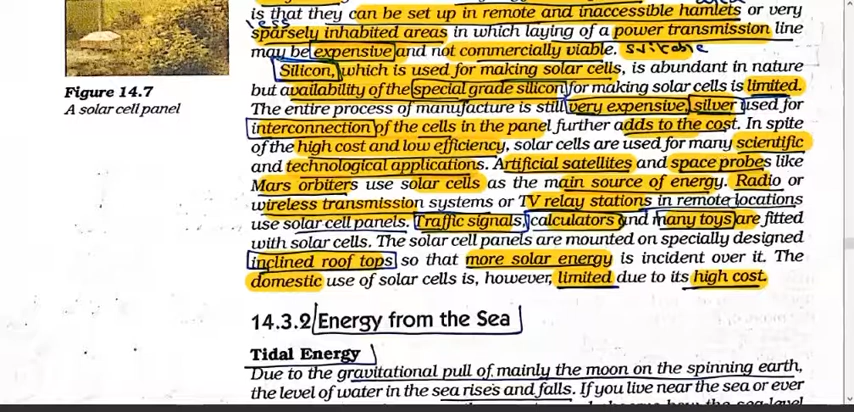 is that they can be set up in remote and inaccessible hamlets or very
less
sparsely inhabited areas in which laying of a power transmission line
may be expensive and not commercially viable. suitable
Silicon, which is used for making solar cells, is abundant in nature
but availability of the special grade silicon for making solar cells is limited.
The entire process of manufacture is still very expensive, silver used for
interconnection of the cells in the panel further adds to the cost. In spite
of the high cost and low efficiency, solar cells are used for many scientific
and technological applications. Artificial satellites and space probes like
Mars orbiters use solar cells as the main source of energy. Radio or
wireless transmission systems or TV relay stations in remote locations
use solar cell panels. Traffic signals, calculators and many toys are fitted
with solar cells. The solar cell panels are mounted on specially designed
inclined roof tops so that more solar energy is incident over it. The
domestic use of solar cells is, however, limited due to its high cost.
Figure 14.7
A solar cell panel
14.3.2 Energy from the Sea
Tidal Energy
Due to the gravitational pull of mainly the moon on the spinning earth,
the level of water in the sea rises and falls. If you live near the sea or ever